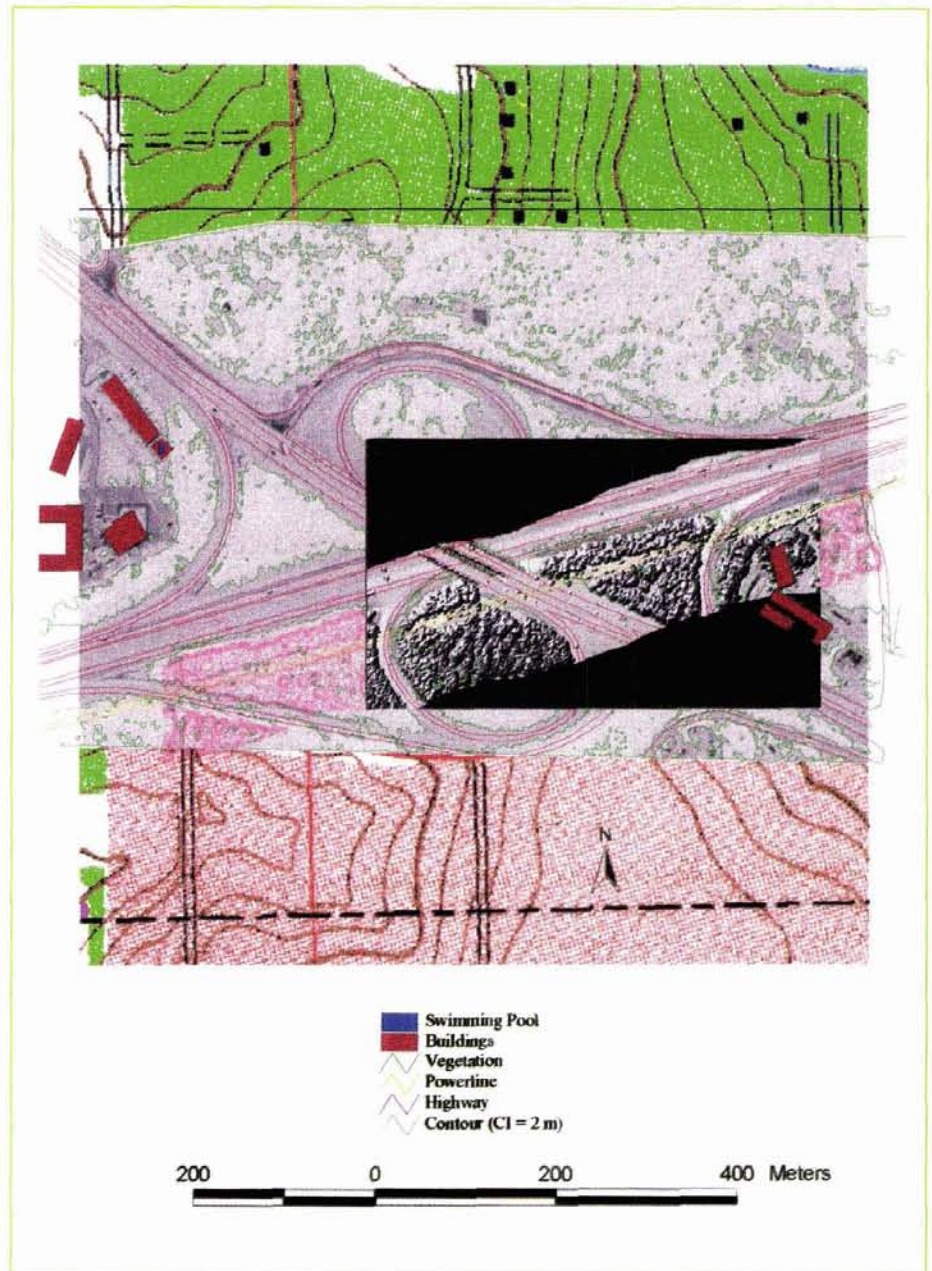 N
Swimming Pool
Buildings
Vegetation
Powerline
Highway
Contour (CI = 2 m)
200 0 200 400 Meters